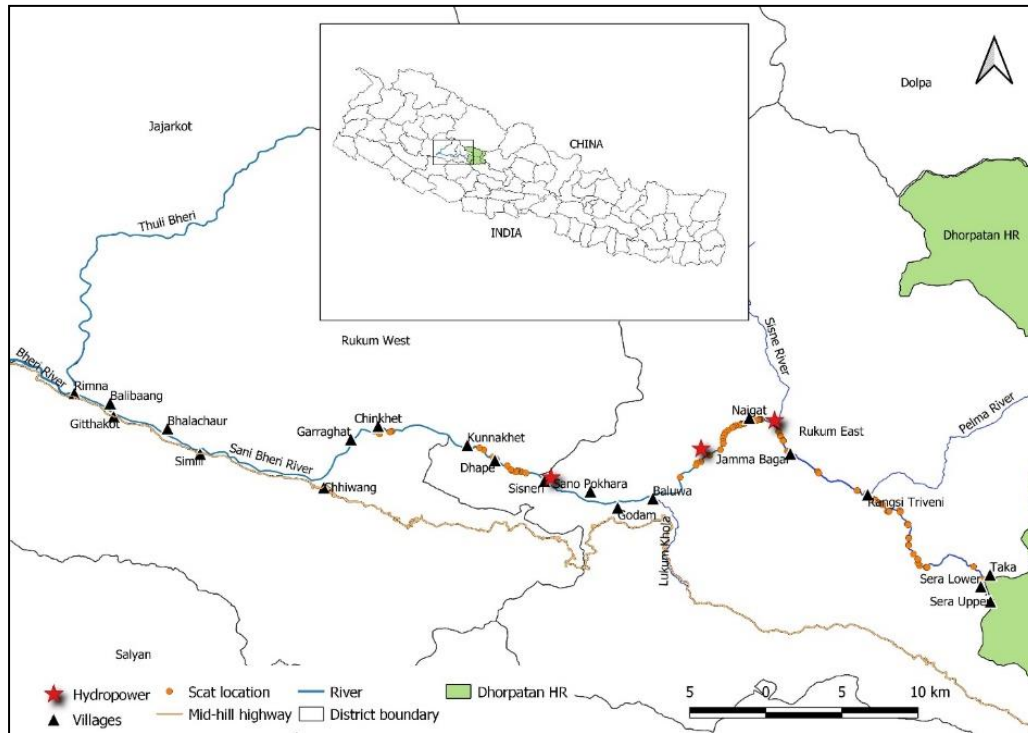 Dolpa
Jajarkot
CHINA
INDIA
Thuli Bheri
Dhorpatan HR
Rukum West
Sisne River
Bheri River
Rimna
Balibaang
Gitthakot
Bhalachaur
Simli
Sani Bheri River
Chhiwang
Garraghat
Chinkhet
Kunnakhet
Dhape
Sisneri
Sano Pokhara
Godam
Baluwa
Lukum Khola
Naigat
Rukum East
Jamma Bagar
Pelma River
Rangsi Triveni
Sera Lower
Taka
Sera Upper
Salyan
Hydropower
Scat location
River
Dhorpatan HR
Villages
Mid-hill highway
District boundary
5 0 5 10 km